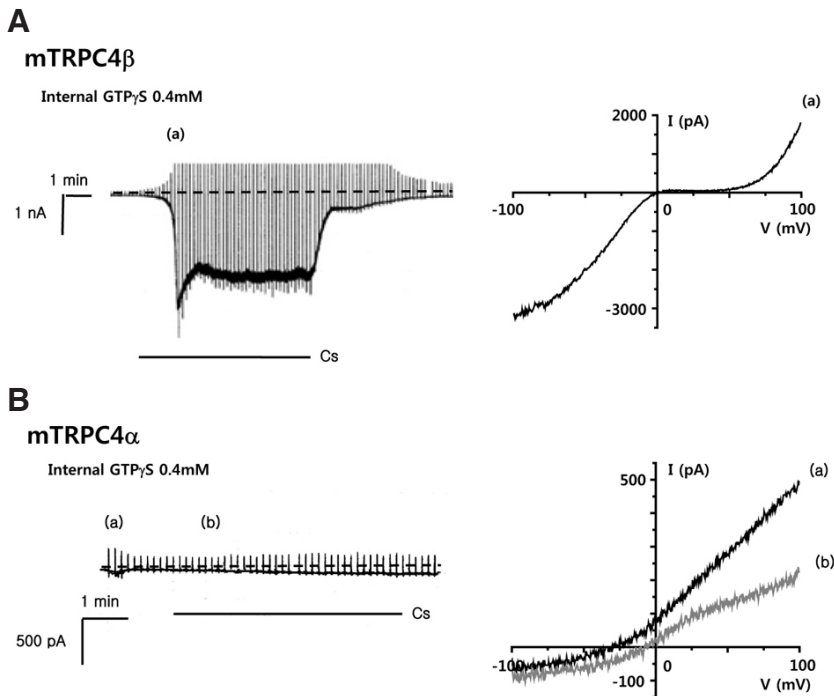 A
mTRPC4β
Internal GTPγS 0.4mM
(a)
1 min
1 nA
Cs
2000
I (pA)
(a)
-100
0
100
V (mV)
-3000
B
mTRPC4α
Internal GTPγS 0.4mM
(a)
(b)
1 min
500 pA
Cs
500
I (pA)
(a)
(b)
-100
0
100
-100
V (mV)